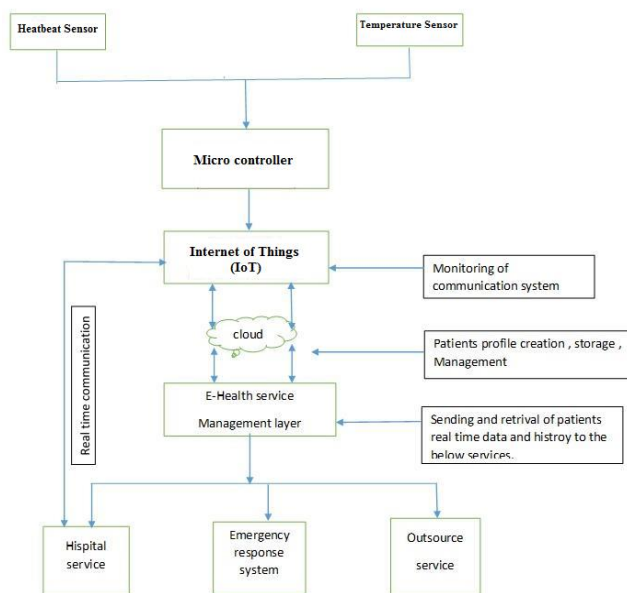 Heatbeat Sensor
Temperature Sensor
Micro controller
Internet of Things
(IoT)
Monitoring of
communication system
Real time communication
cloud
Patients profile creation , storage ,
Management
E-Health service
Management layer
Sending and retrival of patients
real time data and histroy to the
below services.
Hispital
service
Emergency
response
system
Outsource
service